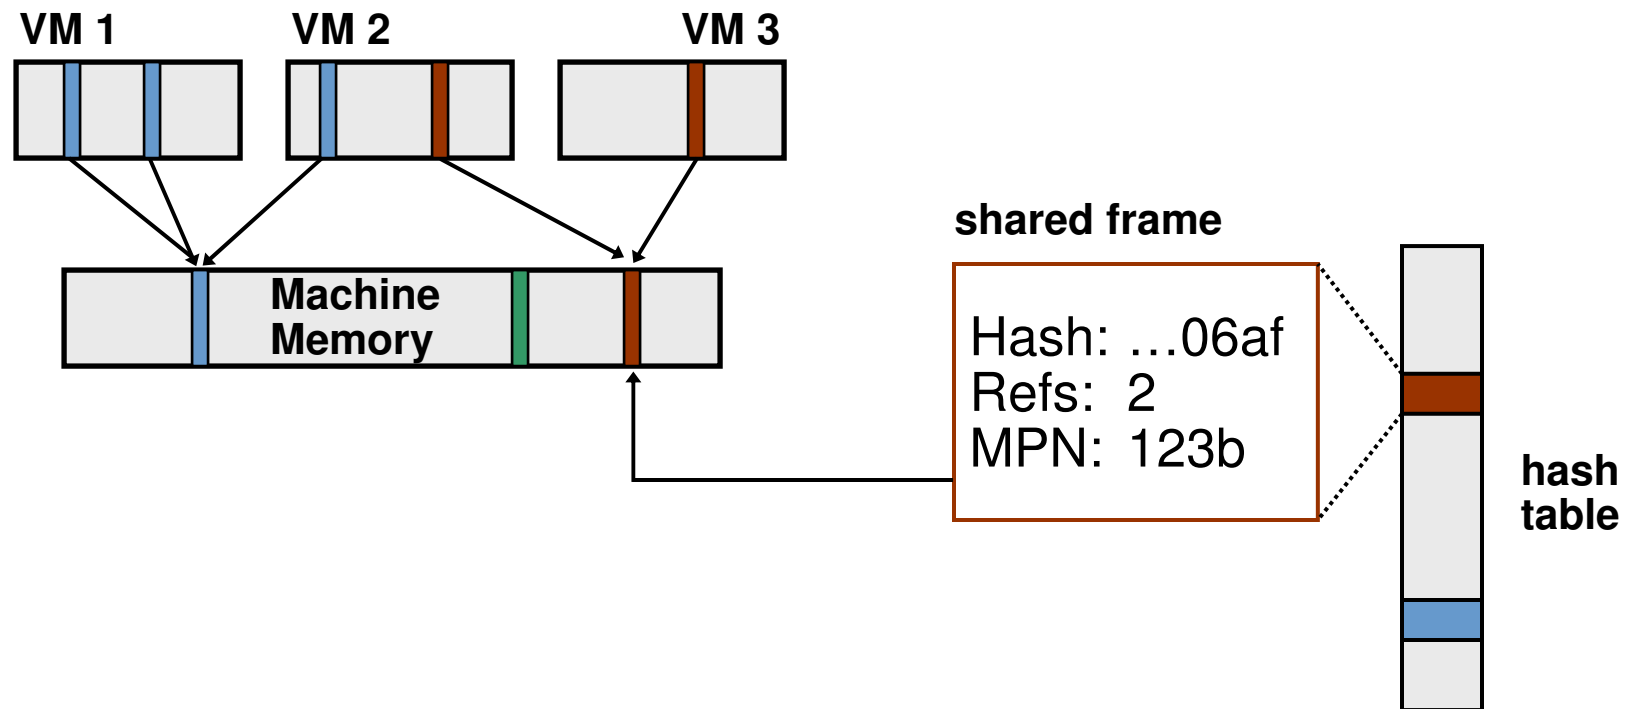 VM 1
VM 2
VM 3
Machine
Memory
shared frame
Hash: …06af
Refs: 2
MPN: 123b
hash
table